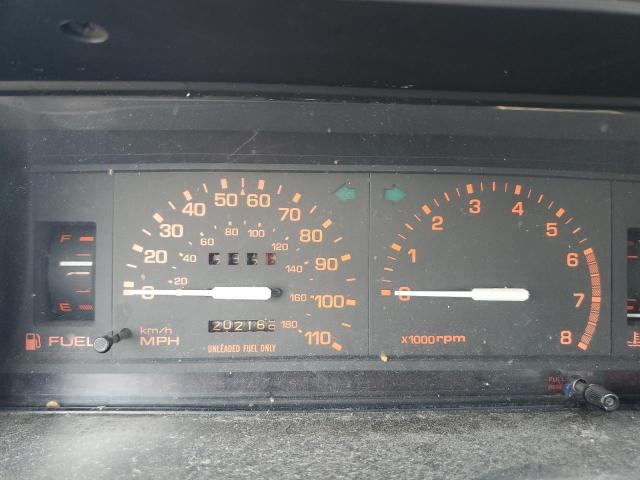 F
E
FUEL
0 20 30 40 50 60 70 80 90 100 110
20 40 60 80 100 120 140 160 180
20216
km/h
MPH
UNLEADED FUEL ONLY
0 1 2 3 4 5 6 7 8
x1000rpm